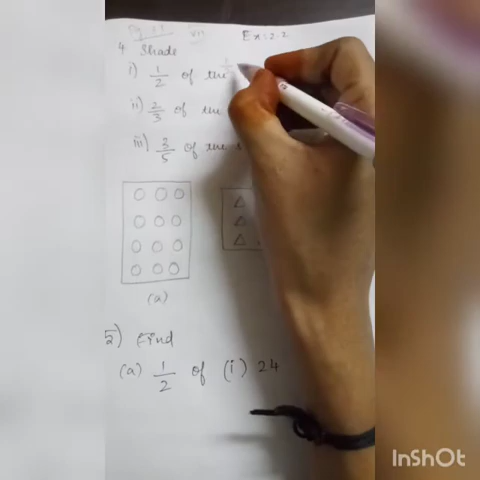 Ex: 2.2
4. Shade
i) 1/2 of the
ii) 2/3 of the
iii) 3/5 of the
(a)
5) Find
(a) 1/2 of (i) 24
InShOt